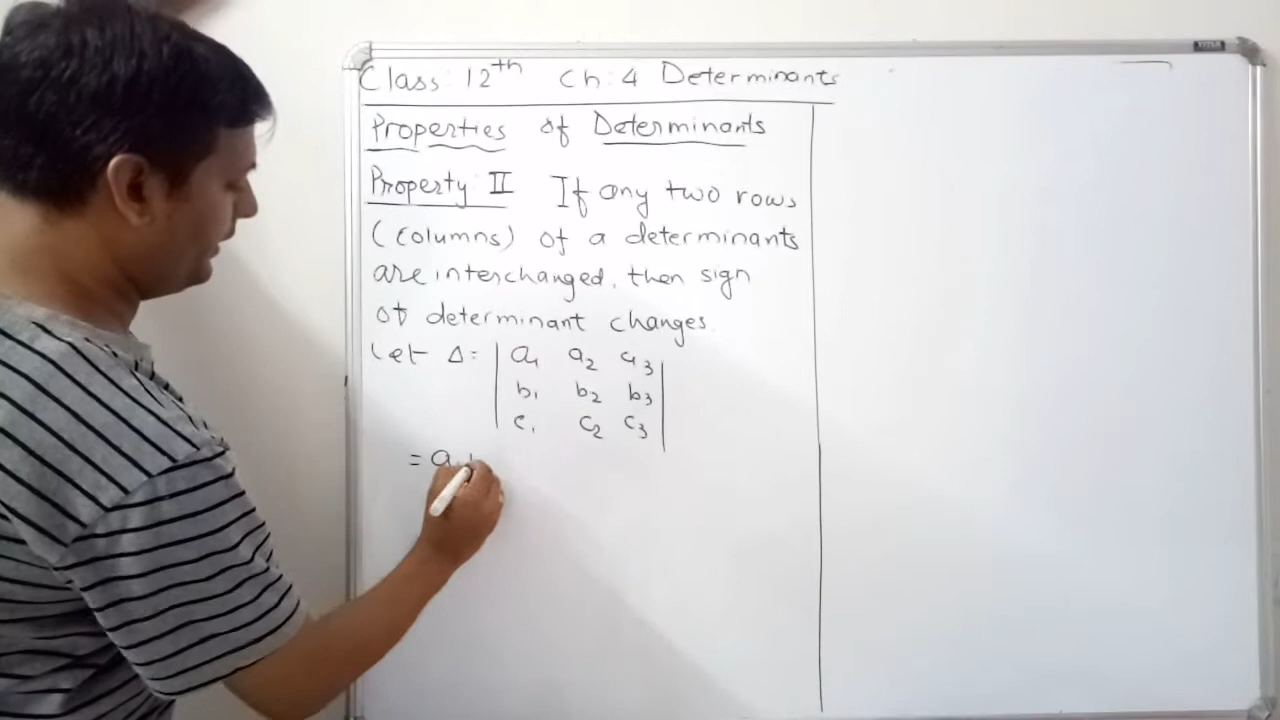 Class: 12th Ch: 4 Determinants
Properties of Determinants
Property II If any two rows
(columns) of a determinants
are interchanged, then sign
of determinant changes.
Let Δ = | a₁ a₂ a₃ |
| b₁ b₂ b₃ |
| c₁ c₂ c₃ |
= a₁